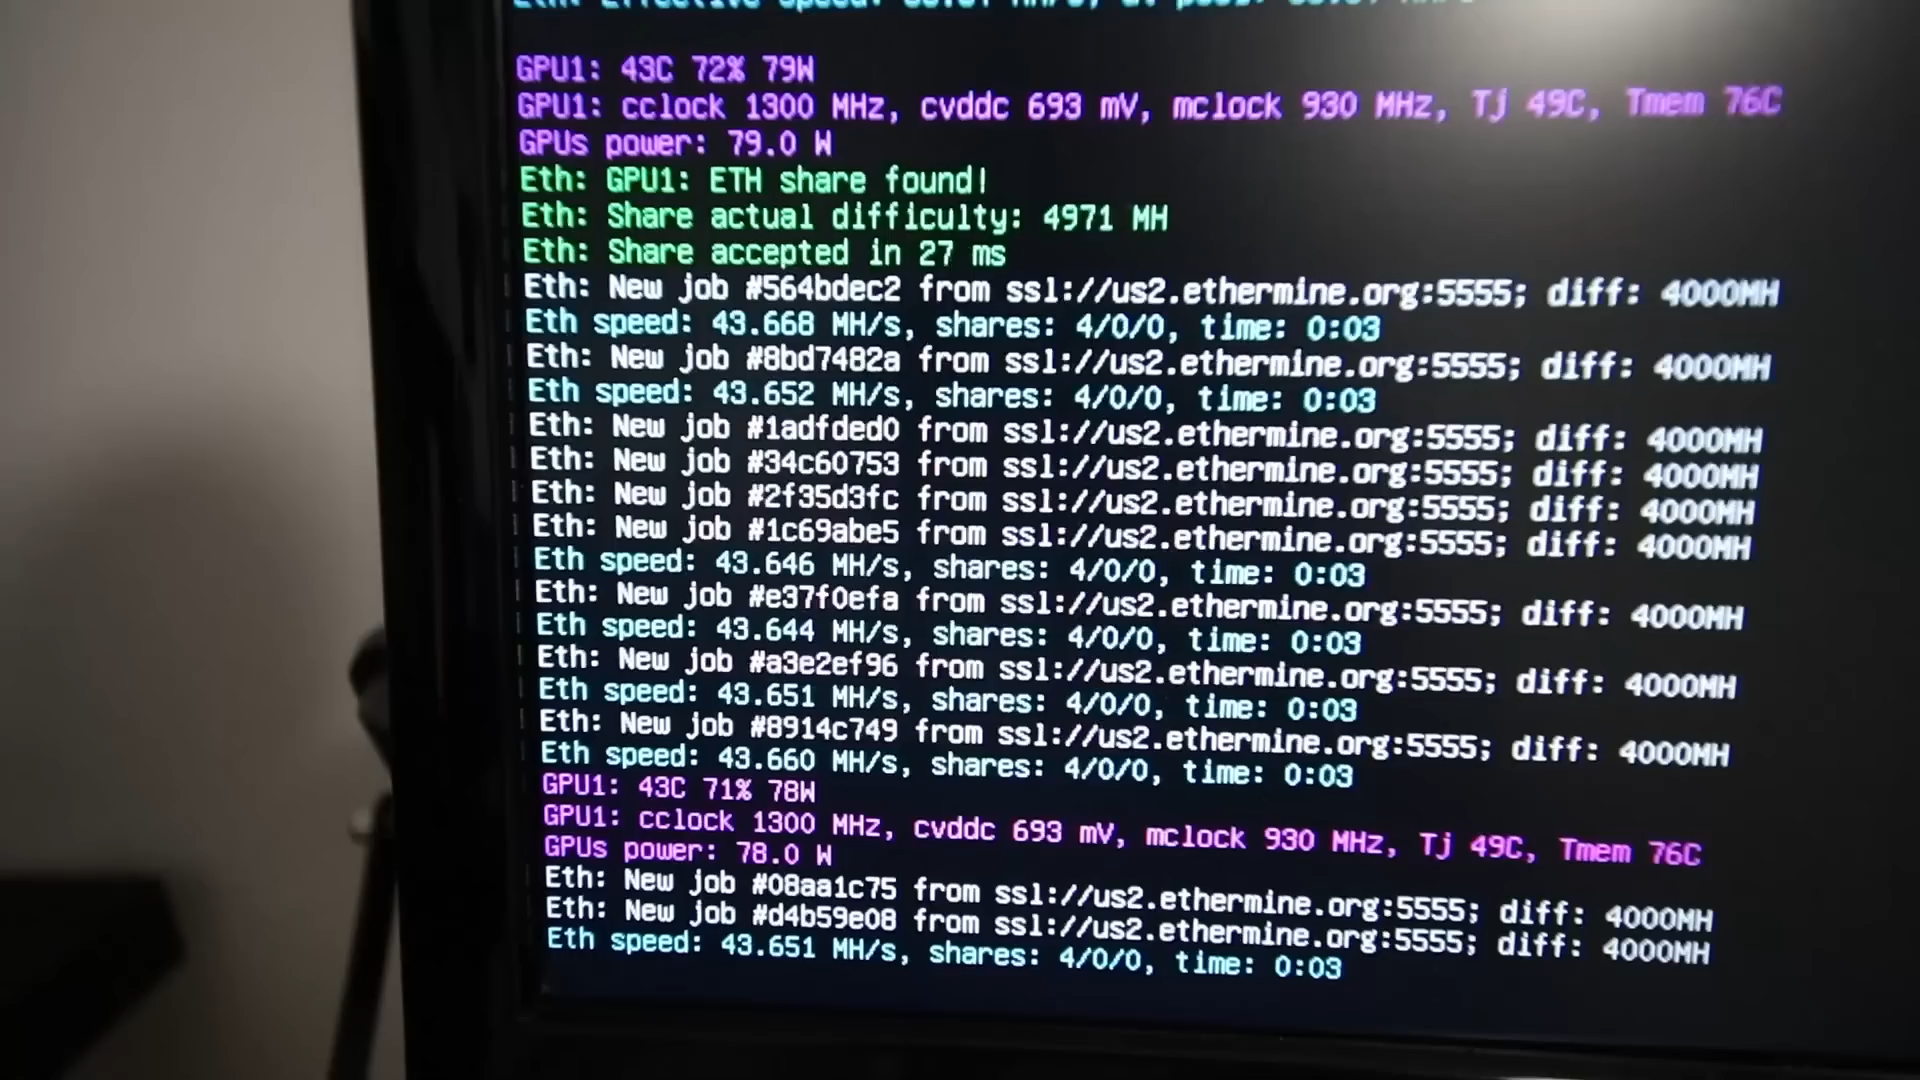 GPU1: 43C 72% 79W
GPU1: cclock 1300 MHz, cvddc 693 mV, mclock 930 MHz, Tj 49C, Tmem 76C
GPUs power: 79.0 W
Eth: GPU1: ETH share found!
Eth: Share actual difficulty: 4971 MH
Eth: Share accepted in 27 ms
Eth: New job #564bdec2 from ssl://us2.ethermine.org:5555; diff: 4000MH
Eth speed: 43.668 MH/s, shares: 4/0/0, time: 0:03
Eth: New job #8bd7482a from ssl://us2.ethermine.org:5555; diff: 4000MH
Eth speed: 43.652 MH/s, shares: 4/0/0, time: 0:03
Eth: New job #1adfded0 from ssl://us2.ethermine.org:5555; diff: 4000MH
Eth: New job #34c60753 from ssl://us2.ethermine.org:5555; diff: 4000MH
Eth: New job #2f35d3fc from ssl://us2.ethermine.org:5555; diff: 4000MH
Eth: New job #1c69abe5 from ssl://us2.ethermine.org:5555; diff: 4000MH
Eth speed: 43.646 MH/s, shares: 4/0/0, time: 0:03
Eth: New job #e37f0efa from ssl://us2.ethermine.org:5555; diff: 4000MH
Eth speed: 43.644 MH/s, shares: 4/0/0, time: 0:03
Eth: New job #a3e2ef96 from ssl://us2.ethermine.org:5555; diff: 4000MH
Eth speed: 43.651 MH/s, shares: 4/0/0, time: 0:03
Eth: New job #8914c749 from ssl://us2.ethermine.org:5555; diff: 4000MH
Eth speed: 43.660 MH/s, shares: 4/0/0, time: 0:03
GPU1: 43C 71% 78W
GPU1: cclock 1300 MHz, cvddc 693 mV, mclock 930 MHz, Tj 49C, Tmem 76C
GPUs power: 78.0 W
Eth: New job #08aa1c75 from ssl://us2.ethermine.org:5555; diff: 4000MH
Eth: New job #d4b59e08 from ssl://us2.ethermine.org:5555; diff: 4000MH
Eth speed: 43.651 MH/s, shares: 4/0/0, time: 0:03